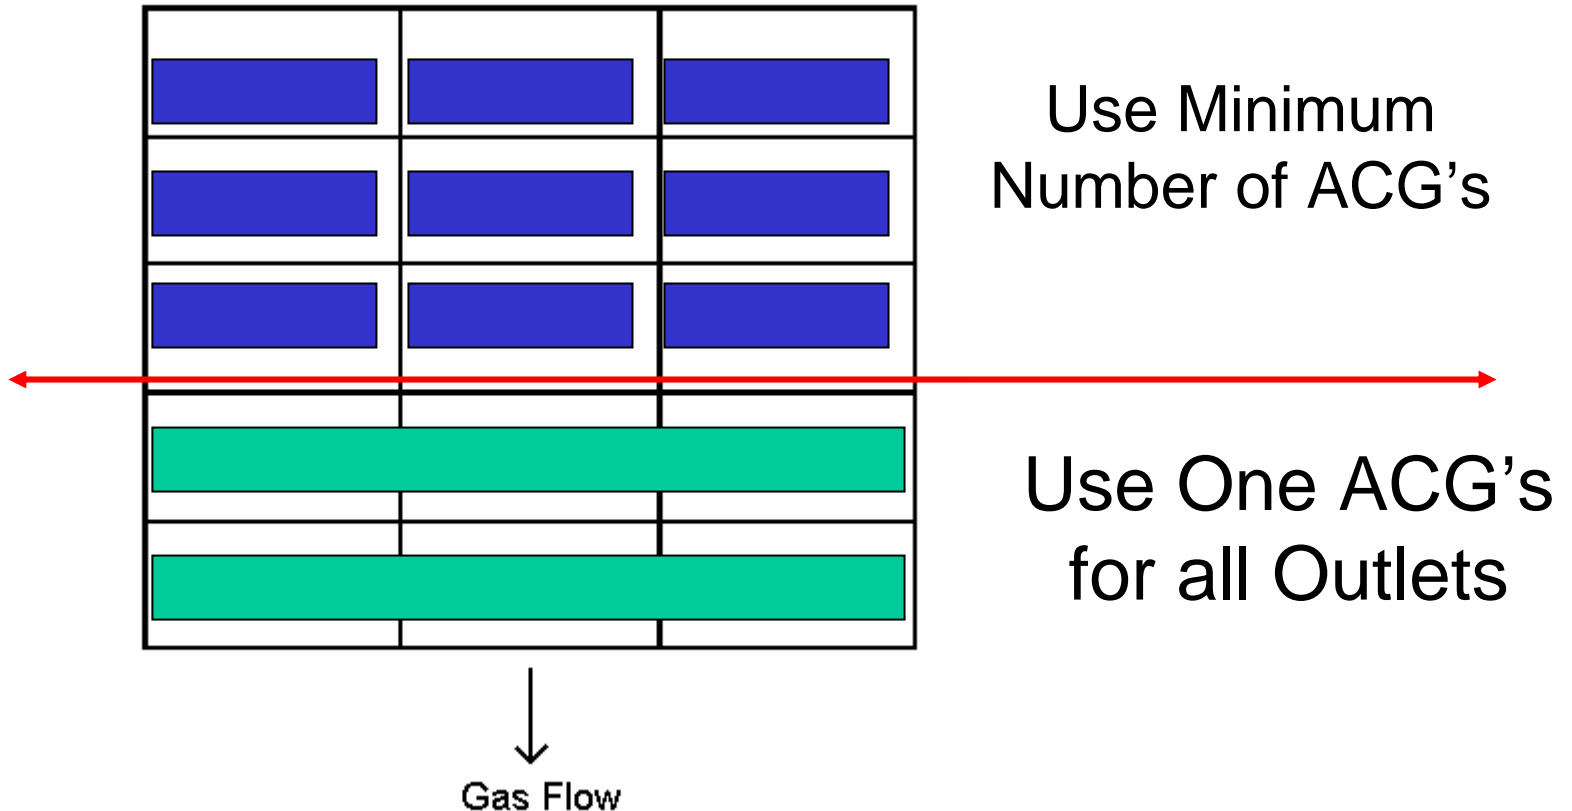 Use Minimum
Number of ACG’s
Use One ACG’s
for all Outlets
Gas Flow